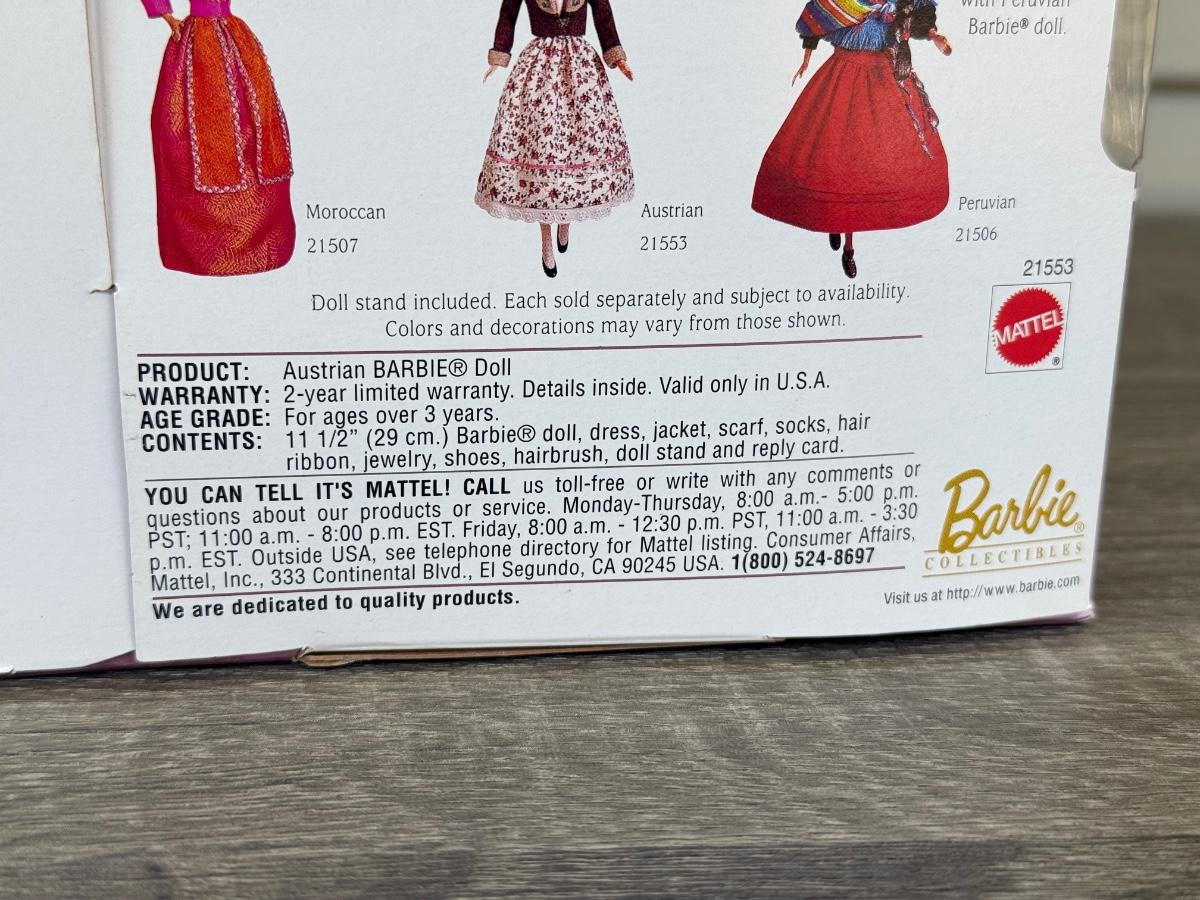 with Peruvian
Barbie® doll.
Moroccan
21507
Austrian
21553
Peruvian
21506
21553
MATTEL
®
Doll stand included. Each sold separately and subject to availability.
Colors and decorations may vary from those shown.
PRODUCT: Austrian BARBIE® Doll
WARRANTY: 2-year limited warranty. Details inside. Valid only in U.S.A.
AGE GRADE: For ages over 3 years.
CONTENTS: 11 1/2” (29 cm.) Barbie® doll, dress, jacket, scarf, socks, hair
ribbon, jewelry, shoes, hairbrush, doll stand and reply card.
YOU CAN TELL IT'S MATTEL! CALL us toll-free or write with any comments or
questions about our products or service. Monday-Thursday, 8:00 a.m.- 5:00 p.m.
PST; 11:00 a.m. - 8:00 p.m. EST. Friday, 8:00 a.m. - 12:30 p.m. PST, 11:00 a.m. - 3:30
p.m. EST. Outside USA, see telephone directory for Mattel listing. Consumer Affairs,
Mattel, Inc., 333 Continental Blvd., El Segundo, CA 90245 USA. 1(800) 524-8697
We are dedicated to quality products.
Barbie®
COLLECTIBLES
Visit us at http://www.barbie.com